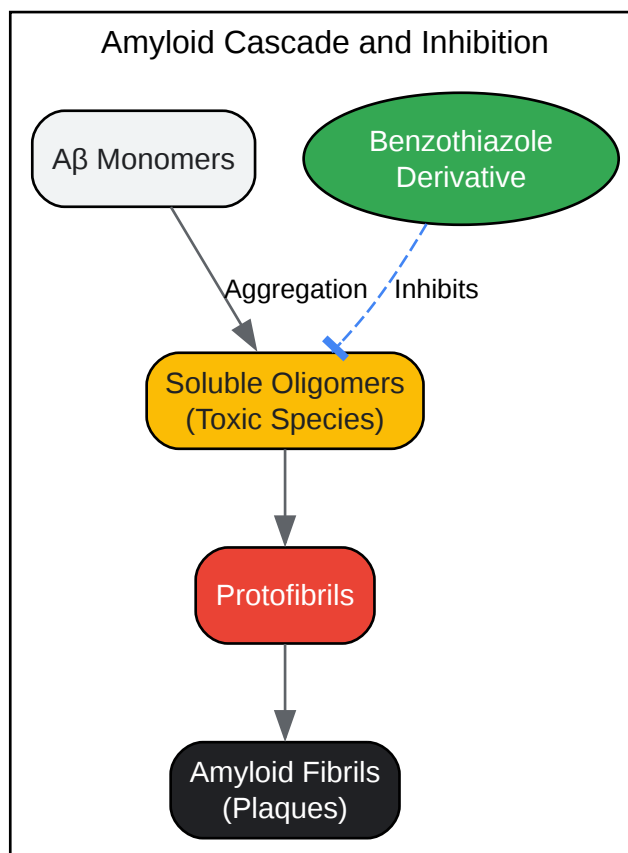 Amyloid Cascade and Inhibition
Aβ Monomers
Benzothiazole
Derivative
Aggregation
Inhibits
Soluble Oligomers
(Toxic Species)
Protofibrils
Amyloid Fibrils
(Plaques)